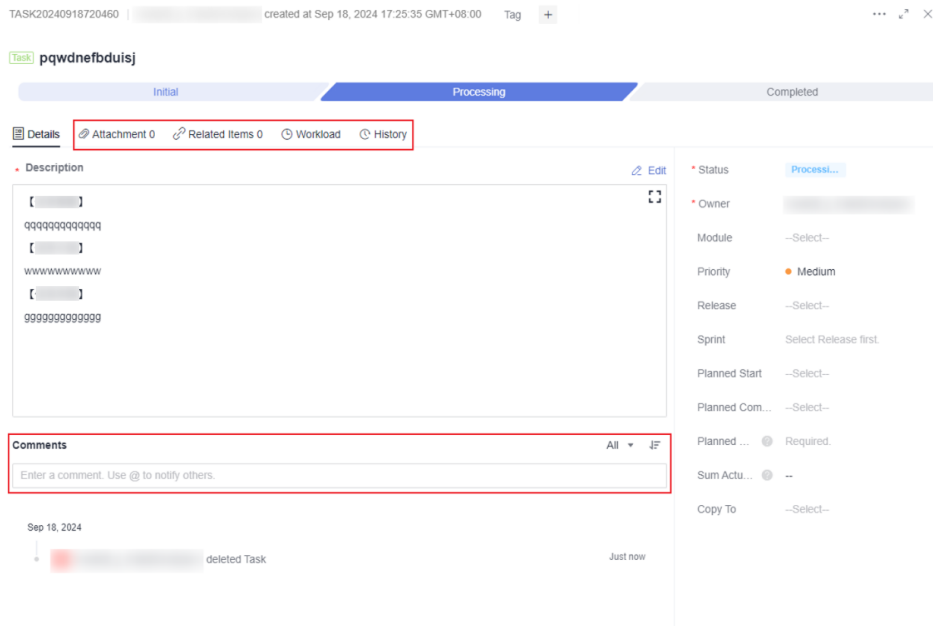 TASK20240918720460 created at Sep 18, 2024 17:25:35 GMT+08:00 Tag +
Task pqwdnefbduisj
Initial Processing Completed
Details Attachment 0 Related Items 0 Workload History
* Description Edit
【 】
qqqqqqqqqqqqq
【 】
wwwwwwwwww
【 】
ggggggggggggg
Comments All
Enter a comment. Use @ to notify others.
Sep 18, 2024
deleted Task Just now
* Status Processi...
* Owner
Module --Select--
Priority Medium
Release --Select--
Sprint Select Release first.
Planned Start --Select--
Planned Com... --Select--
Planned ... ? Required.
Sum Actu... ? --
Copy To --Select--